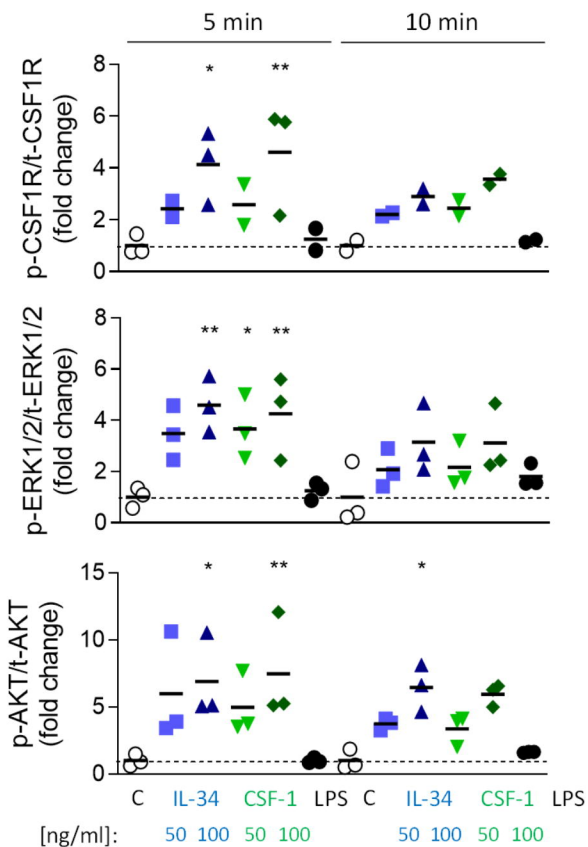 5 min 10 min
p-CSF1R/t-CSF1R
(fold change)
8
6
4
2
0
* **
p-ERK1/2/t-ERK1/2
(fold change)
8
6
4
2
0
** * **
p-AKT/t-AKT
(fold change)
15
10
5
0
* ** *
C IL-34 CSF-1 LPS C IL-34 CSF-1 LPS
[ng/ml]: 50 100 50 100 50 100 50 100